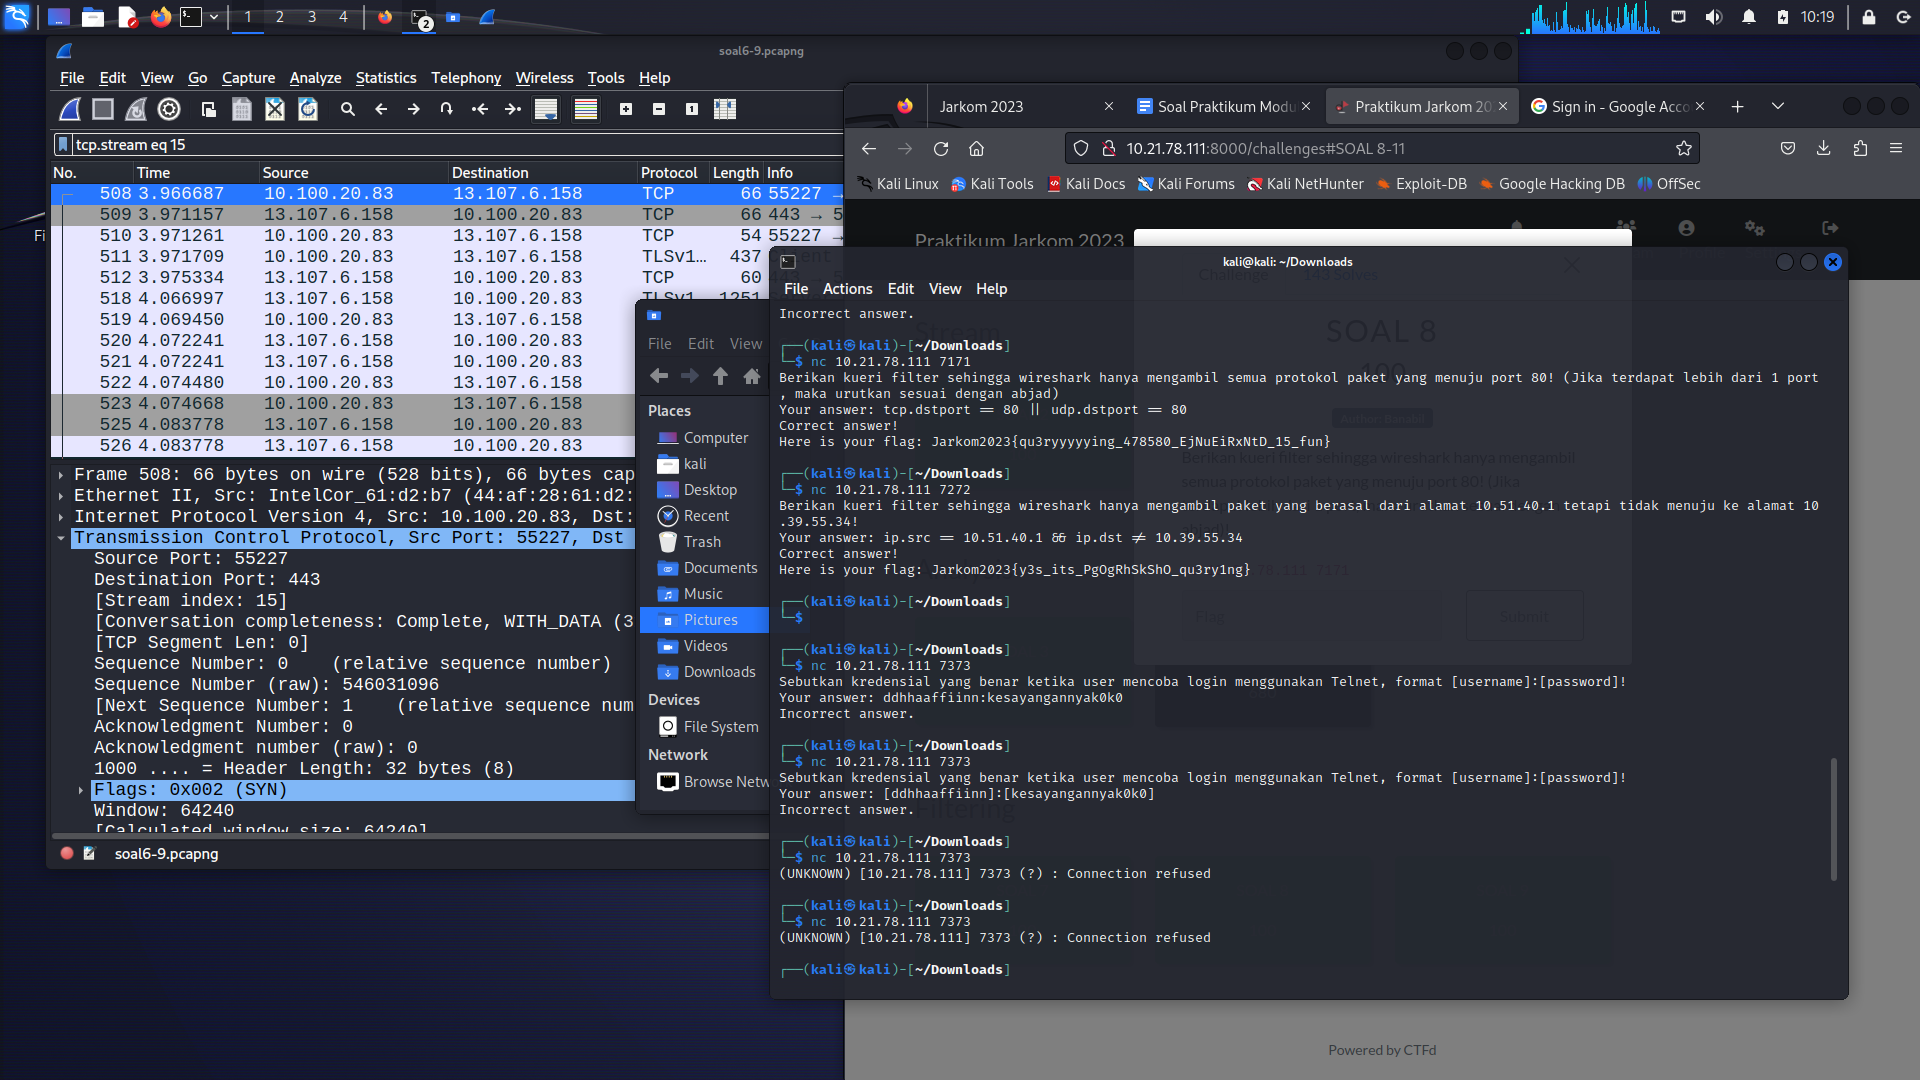 1 2 3 4
2
10:19
soal6-9.pcapng
File Edit View Go Capture Analyze Statistics Telephony Wireless Tools Help
tcp.stream eq 15
No. Time Source Destination Protocol Length Info
508 3.966687 10.100.20.83 13.107.6.158 TCP 66 55227 →
509 3.971157 13.107.6.158 10.100.20.83 TCP 66 443 → 5
510 3.971261 10.100.20.83 13.107.6.158 TCP 54 55227 →
511 3.971709 10.100.20.83 13.107.6.158 TLSv1… 437
512 3.975334 13.107.6.158 10.100.20.83 TCP 60
518 4.066997 13.107.6.158 10.100.20.83 TLSv1… 1251
519 4.069450 10.100.20.83 13.107.6.158
520 4.072241 13.107.6.158 10.100.20.83
521 4.072241 13.107.6.158 10.100.20.83
522 4.074480 10.100.20.83 13.107.6.158
523 4.074668 10.100.20.83 13.107.6.158
525 4.083778 13.107.6.158 10.100.20.83
526 4.083778 13.107.6.158 10.100.20.83
Frame 508: 66 bytes on wire (528 bits), 66 bytes cap
Ethernet II, Src: IntelCor_61:d2:b7 (44:af:28:61:d2:
Internet Protocol Version 4, Src: 10.100.20.83, Dst:
Transmission Control Protocol, Src Port: 55227, Dst
Source Port: 55227
Destination Port: 443
[Stream index: 15]
[Conversation completeness: Complete, WITH_DATA (3
[TCP Segment Len: 0]
Sequence Number: 0 (relative sequence number)
Sequence Number (raw): 546031096
[Next Sequence Number: 1 (relative sequence num
Acknowledgment Number: 0
Acknowledgment number (raw): 0
1000 .... = Header Length: 32 bytes (8)
Flags: 0x002 (SYN)
Window: 64240
[Calculated window size: 64240]
soal6-9.pcapng
Fi
File Edit View
Places
Computer
kali
Desktop
Recent
Trash
Documents
Music
Pictures
Videos
Downloads
Devices
File System
Network
Browse Netw
Jarkom 2023
Soal Praktikum Modu
Praktikum Jarkom 20
Sign in - Google Acco
10.21.78.111:8000/challenges#SOAL 8-11
Kali Linux Kali Tools Kali Docs Kali Forums Kali NetHunter Exploit-DB Google Hacking DB OffSec
Praktikum Jarkom 2023
Challenge 143 Solves
Stream
SOAL 8
100
Berikan kueri filter sehingga wireshark hanya mengambil
semua protokol paket yang menuju port 80! (Jika
Flag
Submit
Filtering
Powered by CTFd
kali@kali: ~/Downloads
File Actions Edit View Help
Incorrect answer.
┌──(kali㉿kali)-[~/Downloads]
└─$ nc 10.21.78.111 7171
Berikan kueri filter sehingga wireshark hanya mengambil semua protokol paket yang menuju port 80! (Jika terdapat lebih dari 1 port
, maka urutkan sesuai dengan abjad)
Your answer: tcp.dstport == 80 || udp.dstport == 80
Correct answer!
Here is your flag: Jarkom2023{qu3ryyyyying_478580_EjNuEiRxNtD_15_fun}
┌──(kali㉿kali)-[~/Downloads]
└─$ nc 10.21.78.111 7272
Berikan kueri filter sehingga wireshark hanya mengambil paket yang berasal dari alamat 10.51.40.1 tetapi tidak menuju ke alamat 10
.39.55.34!
Your answer: ip.src == 10.51.40.1 && ip.dst != 10.39.55.34
Correct answer!
Here is your flag: Jarkom2023{y3s_its_PgOgRhSkShO_qu3ry1ng}
┌──(kali㉿kali)-[~/Downloads]
└─$
┌──(kali㉿kali)-[~/Downloads]
└─$ nc 10.21.78.111 7373
Sebutkan kredensial yang benar ketika user mencoba login menggunakan Telnet, format [username]:[password]!
Your answer: ddhhaaffiinn:kesayangannyak0k0
Incorrect answer.
┌──(kali㉿kali)-[~/Downloads]
└─$ nc 10.21.78.111 7373
Sebutkan kredensial yang benar ketika user mencoba login menggunakan Telnet, format [username]:[password]!
Your answer: [ddhhaaffiinn]:[kesayangannyak0k0]
Incorrect answer.
┌──(kali㉿kali)-[~/Downloads]
└─$ nc 10.21.78.111 7373
(UNKNOWN) [10.21.78.111] 7373 (?) : Connection refused
┌──(kali㉿kali)-[~/Downloads]
└─$ nc 10.21.78.111 7373
(UNKNOWN) [10.21.78.111] 7373 (?) : Connection refused
┌──(kali㉿kali)-[~/Downloads]